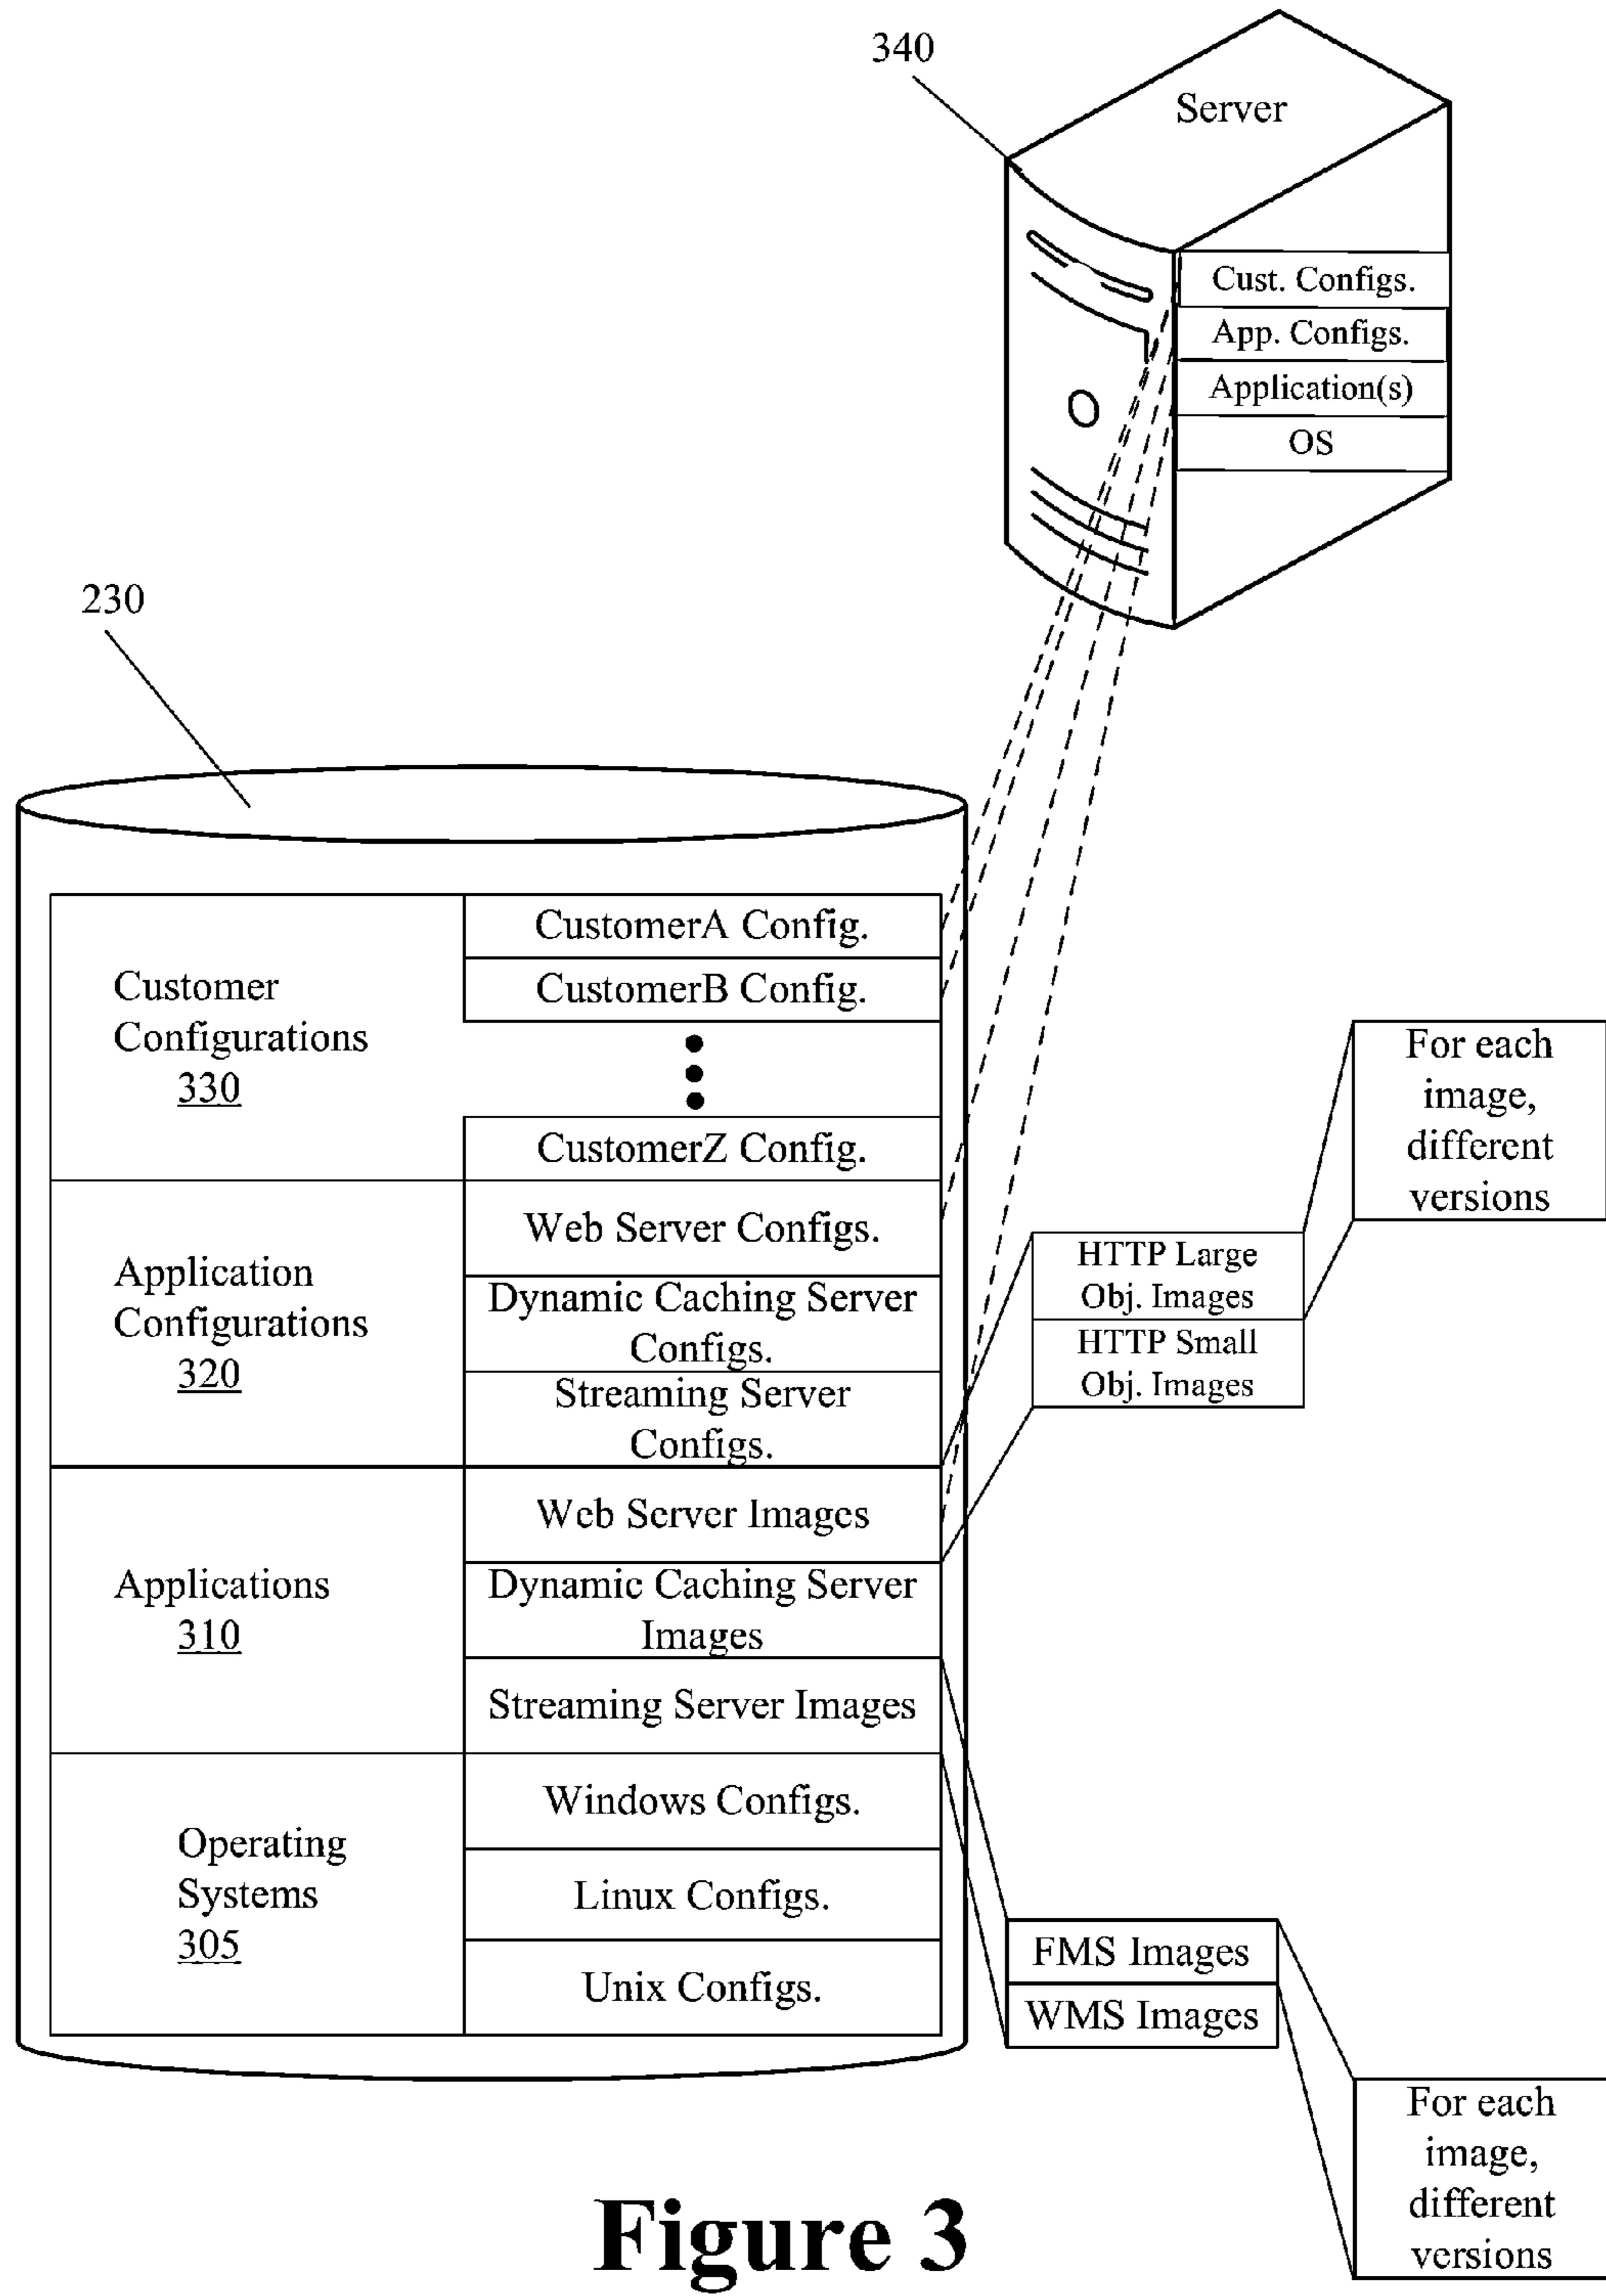 340
Server
Cust. Configs.
App. Configs.
Application(s)
OS
230
Customer
Configurations
330
CustomerA Config.
CustomerB Config.
CustomerZ Config.
Application
Configurations
320
Web Server Configs.
Dynamic Caching Server
Configs.
Streaming Server
Configs.
Applications
310
Web Server Images
Dynamic Caching Server
Images
Streaming Server Images
Operating
Systems
305
Windows Configs.
Linux Configs.
Unix Configs.
HTTP Large
Obj. Images
HTTP Small
Obj. Images
For each
image,
different
versions
FMS Images
WMS Images
For each
image,
different
versions
Figure 3